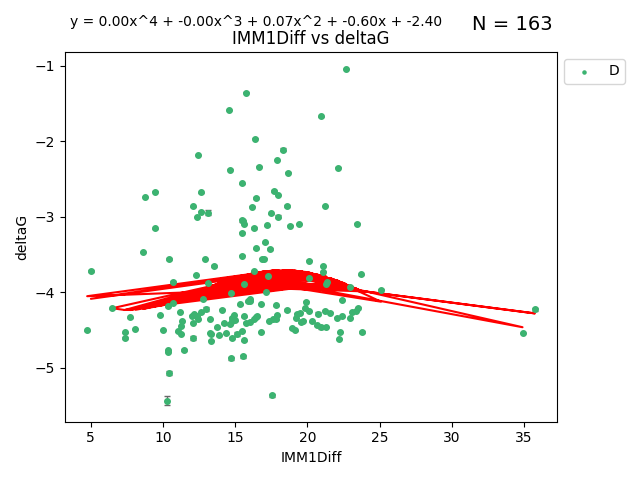 y = 0.00x^4 + -0.00x^3 + 0.07x^2 + -0.60x + -2.40
N = 163
IMM1Diff vs deltaG
D
−1
−2
−3
−4
−5
deltaG
5 10 15 20 25 30 35
IMM1Diff